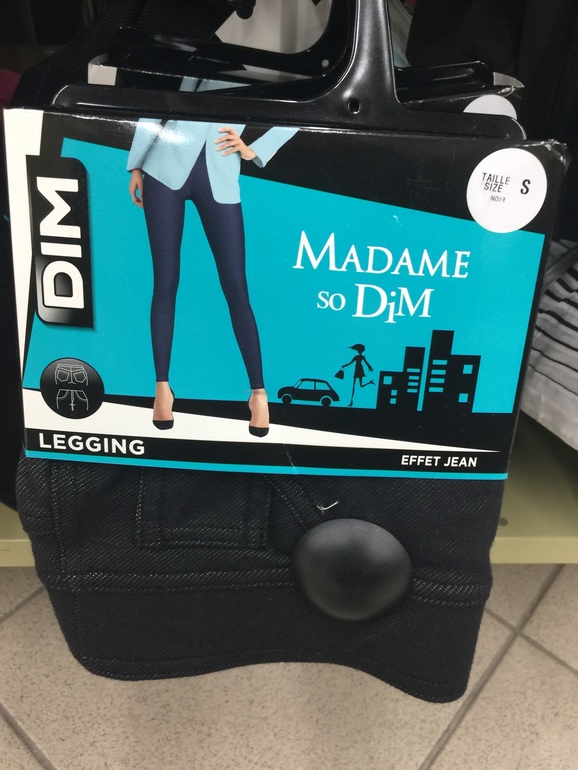 DIM
TAILLE
SIZE
S
NOIR
MADAME
SO DiM
LEGGING
EFFET JEAN